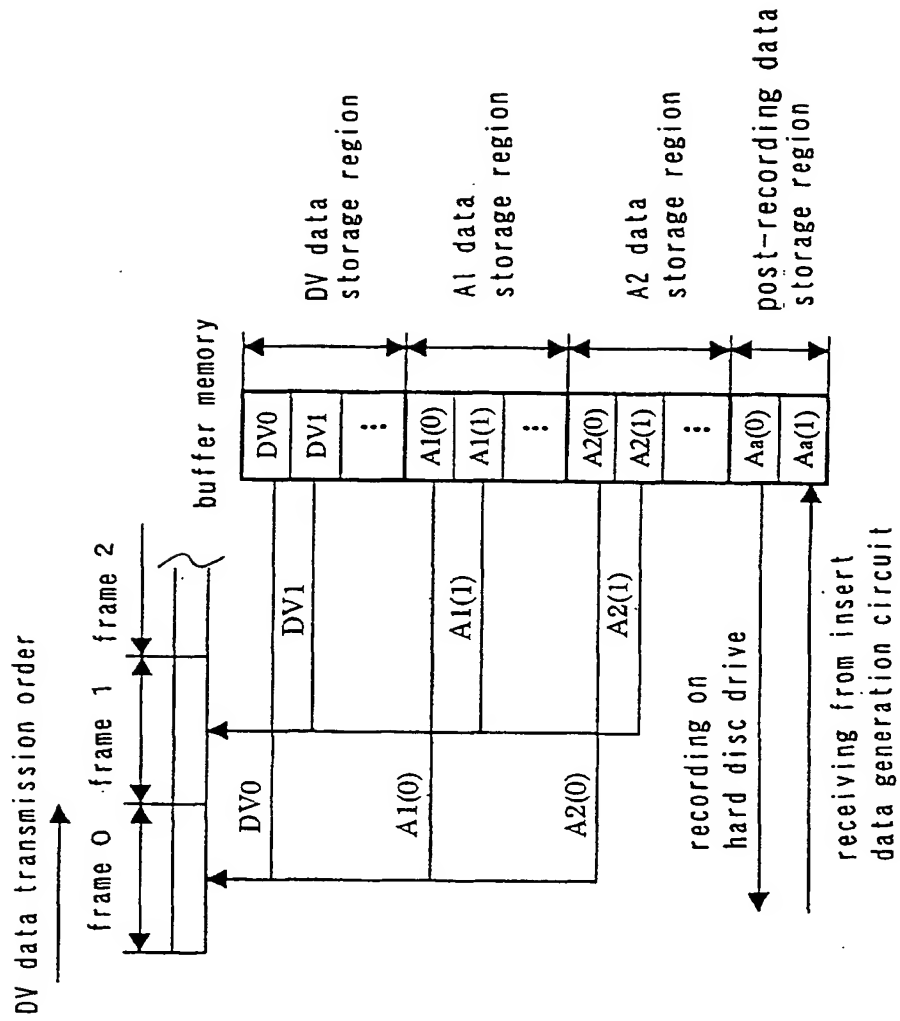 DV data transmission order
frame 0
frame 1
frame 2
buffer memory
DV0
DV1
A1(0)
A1(1)
A2(0)
A2(1)
DV0
DV1
⋮
A1(0)
A1(1)
⋮
A2(0)
A2(1)
⋮
Aa(0)
Aa(1)
DV data
storage region
A1 data
storage region
A2 data
storage region
post-recording data
storage region
recording on
hard disc drive
receiving from insert
data generation circuit